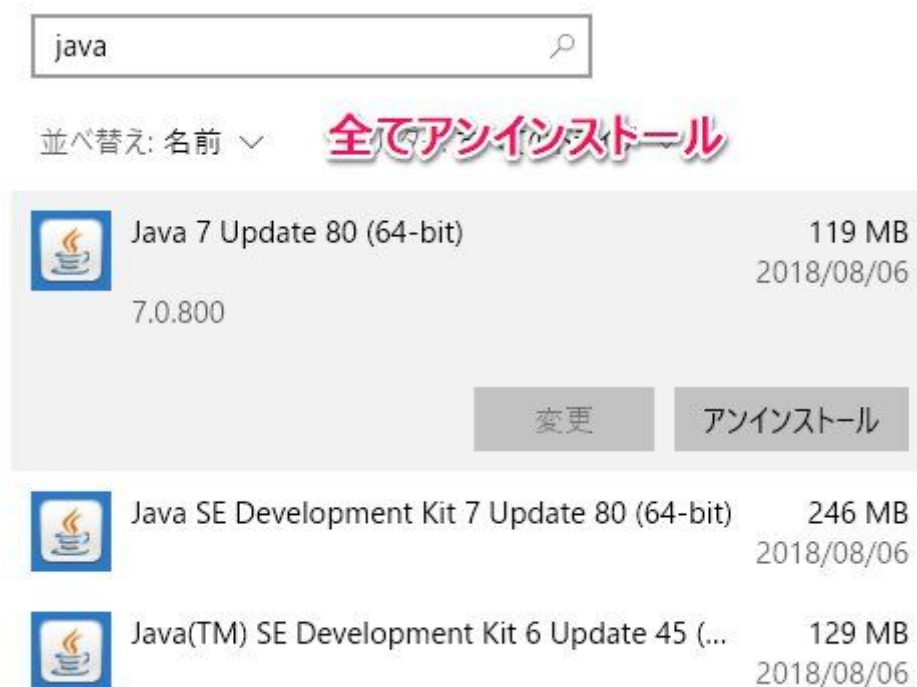 java
並べ替え: 名前
全てアンインストール
Java 7 Update 80 (64-bit) 119 MB
2018/08/06
7.0.800
変更 アンインストール
Java SE Development Kit 7 Update 80 (64-bit) 246 MB
2018/08/06
Java(TM) SE Development Kit 6 Update 45 (... 129 MB
2018/08/06